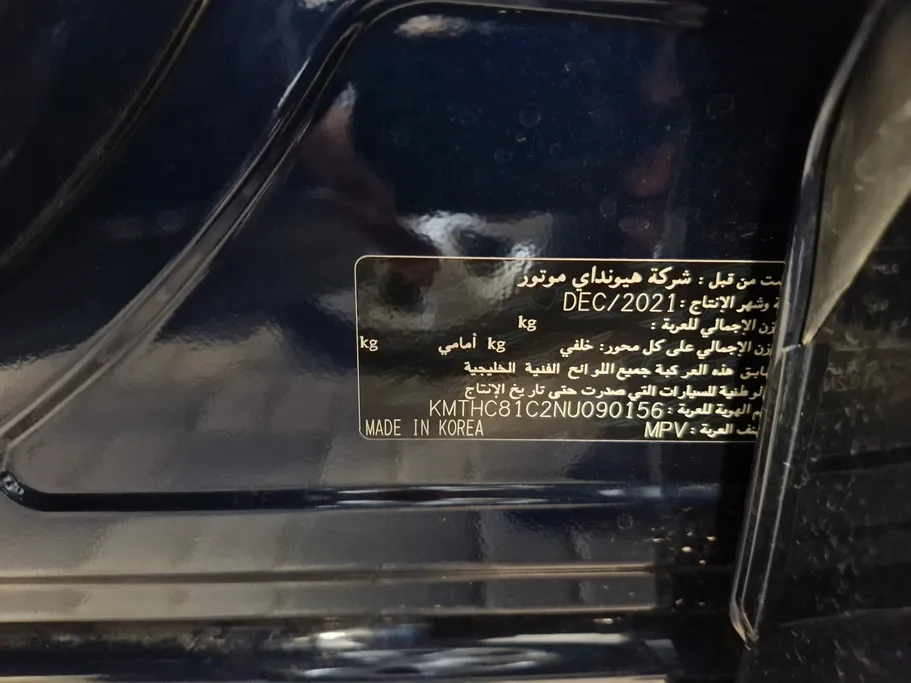 من قبل : شركة هيونداي موتور
وشهر الإنتاج : DEC/2021
الإجمالي للعربة : kg
الإجمالي على كل محور: خلفي kg أمامي kg
هذه العركبة جميع اللوائح الفنية الخليجية
للسيارات التي صدرت حتى تاريخ الإنتاج
الهوية للعربة : KMTHC81C2NU090156
العربة : MPV
MADE IN KOREA